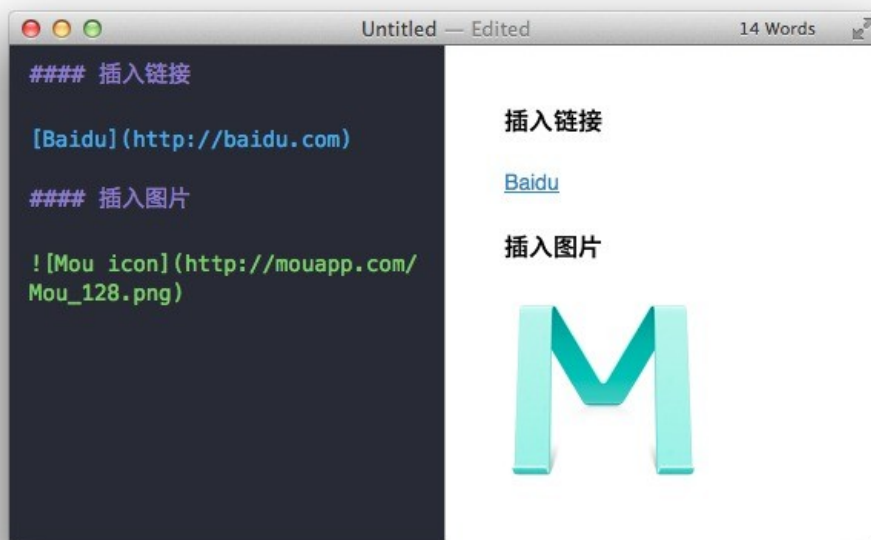 Untitled — Edited
14 Words
#### 插入链接
[Baidu](http://baidu.com)
#### 插入图片
![Mou icon](http://mouapp.com/
Mou_128.png)
插入链接
Baidu
插入图片